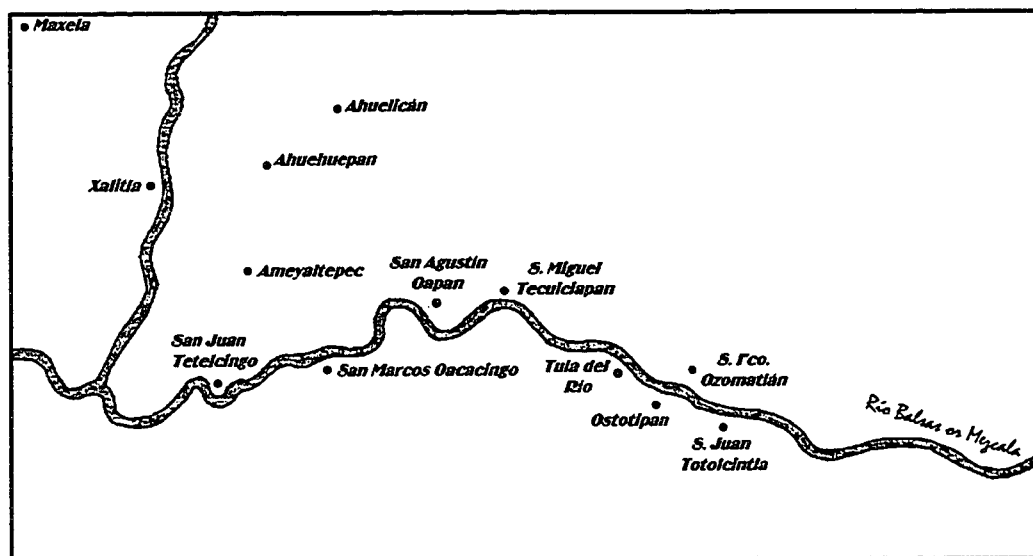 Maxela
Ahuelicán
Ahuehuepan
Xalitla
Ameyaltepec
San Agustín
Oapan
S. Miguel
Tecuiciapan
San Juan
Tetelcingo
San Marcos Oacacingo
Tula del
Río
S. Fco.
Ozomatlán
Ostotipan
S. Juan
Totolcintla
Río Balsas or Mezcala